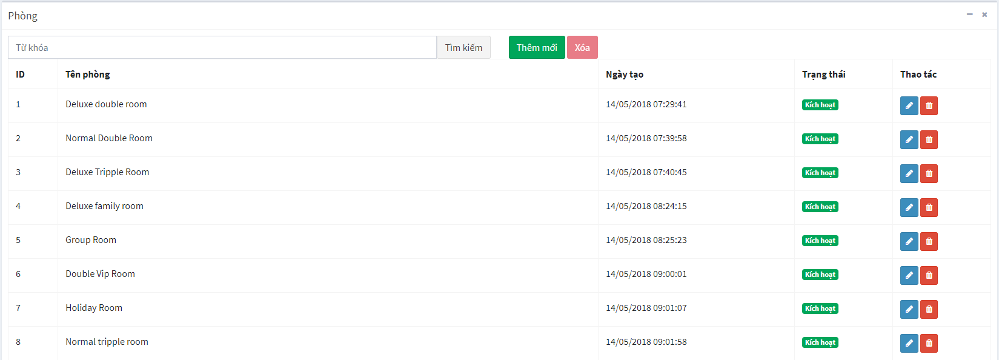 Phòng
Từ khóa Tìm kiếm Thêm mới Xóa
ID Tên phòng Ngày tạo Trạng thái Thao tác
1 Deluxe double room 14/05/2018 07:29:41 Kích hoạt
2 Normal Double Room 14/05/2018 07:39:58 Kích hoạt
3 Deluxe Tripple Room 14/05/2018 07:40:45 Kích hoạt
4 Deluxe family room 14/05/2018 08:24:15 Kích hoạt
5 Group Room 14/05/2018 08:25:23 Kích hoạt
6 Double Vip Room 14/05/2018 09:00:01 Kích hoạt
7 Holiday Room 14/05/2018 09:01:07 Kích hoạt
8 Normal tripple room 14/05/2018 09:01:58 Kích hoạt